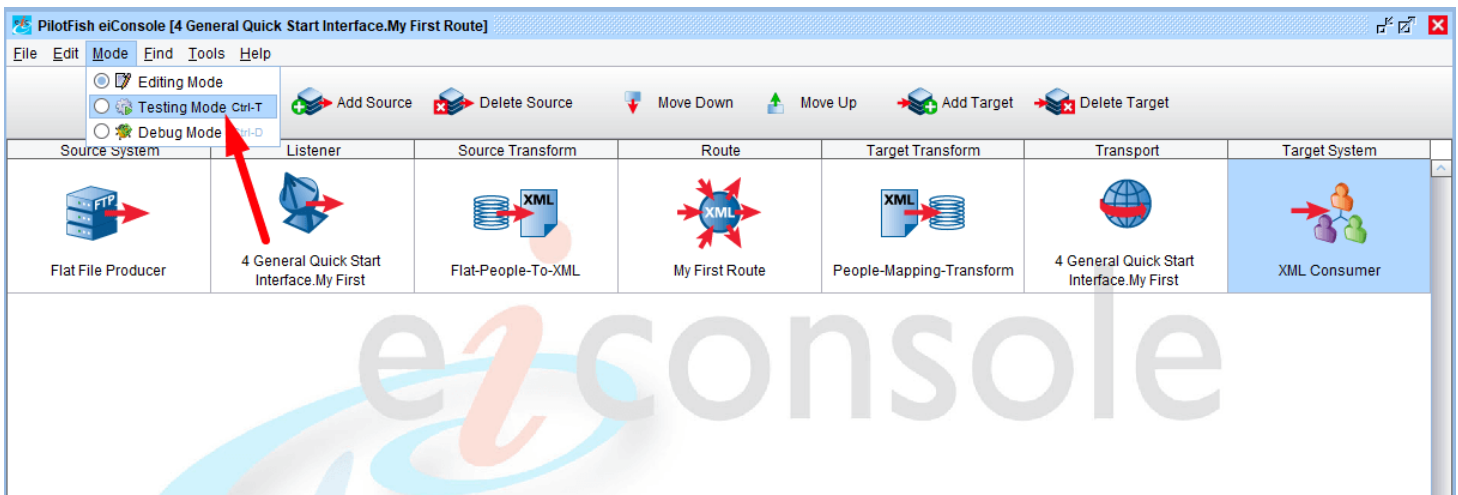 PilotFish eiConsole [4 General Quick Start Interface.My First Route]
File Edit Mode Find Tools Help
Editing Mode
Testing Mode Ctrl-T
Debug Mode Ctrl-D
Add Source Delete Source Move Down Move Up Add Target Delete Target
Source System Listener Source Transform Route Target Transform Transport Target System
FTP XML XML XML
Flat File Producer
4 General Quick Start
Interface.My First
Flat-People-To-XML
My First Route
People-Mapping-Transform
4 General Quick Start
Interface.My First
XML Consumer
eiconsole